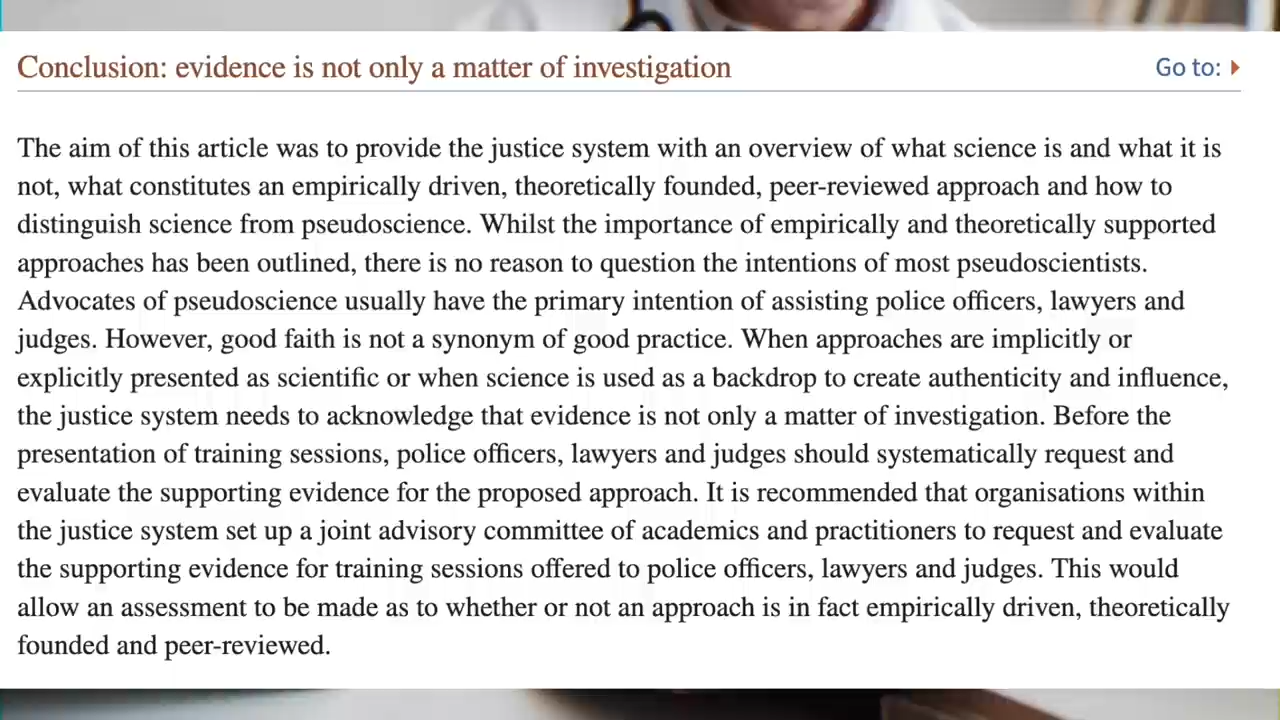 Conclusion: evidence is not only a matter of investigation
Go to:
The aim of this article was to provide the justice system with an overview of what science is and what it is
not, what constitutes an empirically driven, theoretically founded, peer-reviewed approach and how to
distinguish science from pseudoscience. Whilst the importance of empirically and theoretically supported
approaches has been outlined, there is no reason to question the intentions of most pseudoscientists.
Advocates of pseudoscience usually have the primary intention of assisting police officers, lawyers and
judges. However, good faith is not a synonym of good practice. When approaches are implicitly or
explicitly presented as scientific or when science is used as a backdrop to create authenticity and influence,
the justice system needs to acknowledge that evidence is not only a matter of investigation. Before the
presentation of training sessions, police officers, lawyers and judges should systematically request and
evaluate the supporting evidence for the proposed approach. It is recommended that organisations within
the justice system set up a joint advisory committee of academics and practitioners to request and evaluate
the supporting evidence for training sessions offered to police officers, lawyers and judges. This would
allow an assessment to be made as to whether or not an approach is in fact empirically driven, theoretically
founded and peer-reviewed.